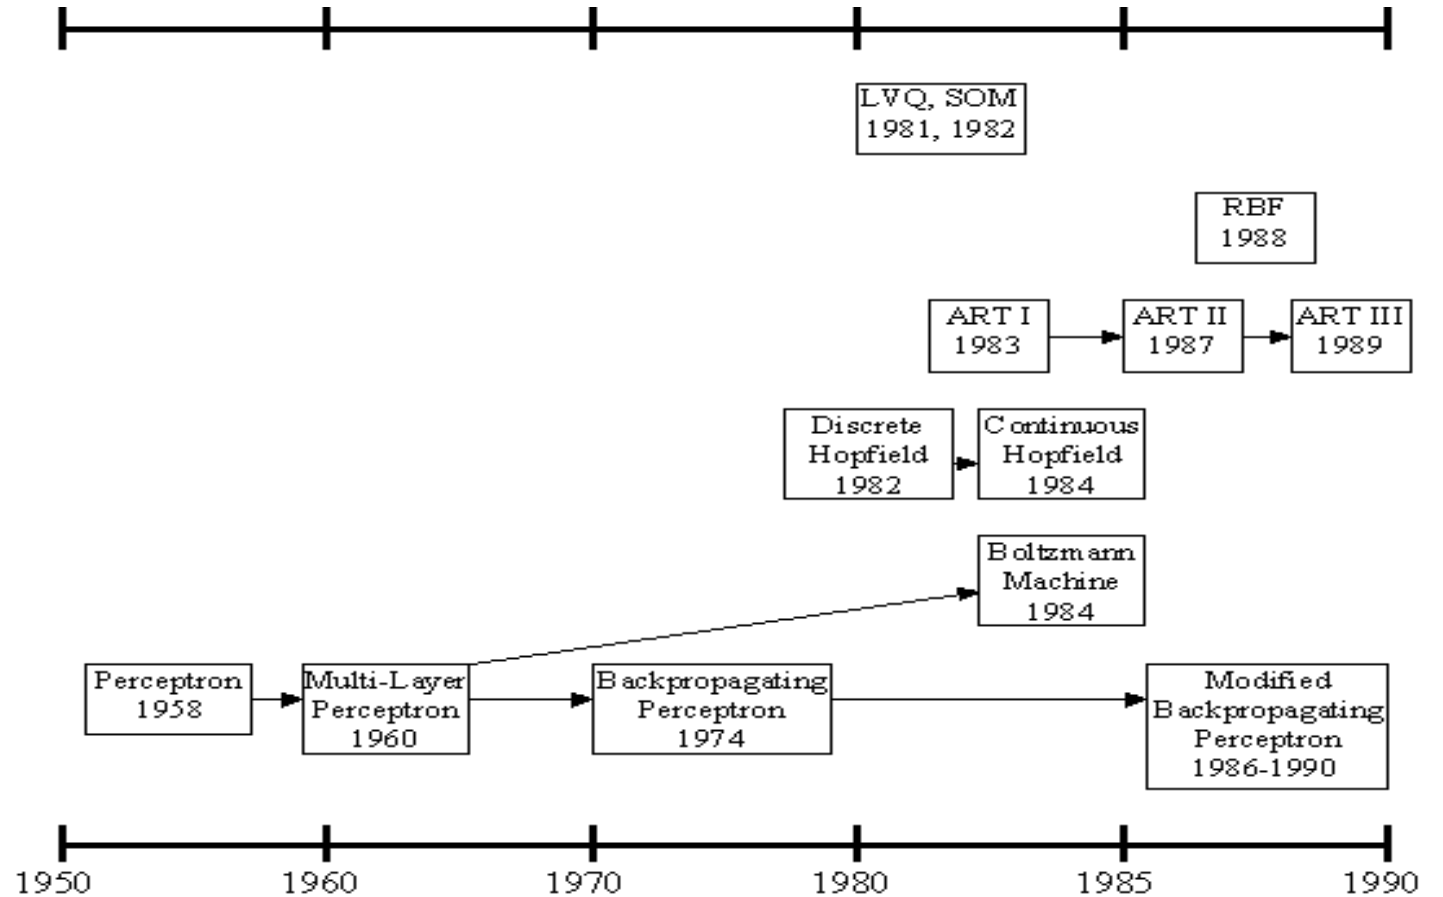 LVQ, SOM
1981, 1982
RBF
1988
ART I
1983
ART II
1987
ART III
1989
Discrete
Hopfield
1982
Continuous
Hopfield
1984
Boltzmann
Machine
1984
Perceptron
1958
Multi-Layer
Perceptron
1960
Backpropagating
Perceptron
1974
Modified
Backpropagating
Perceptron
1986-1990
1950 1960 1970 1980 1985 1990